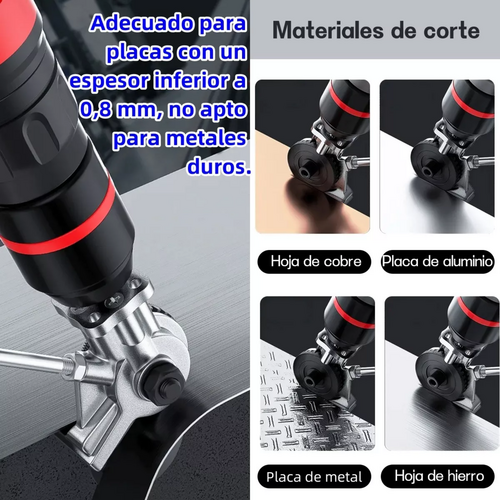 Adecuado para
placas con un
espesor inferior a
0,8 mm, no apto
para metales
duros.
Materiales de corte
Hoja de cobre
Placa de aluminio
Placa de metal
Hoja de hierro